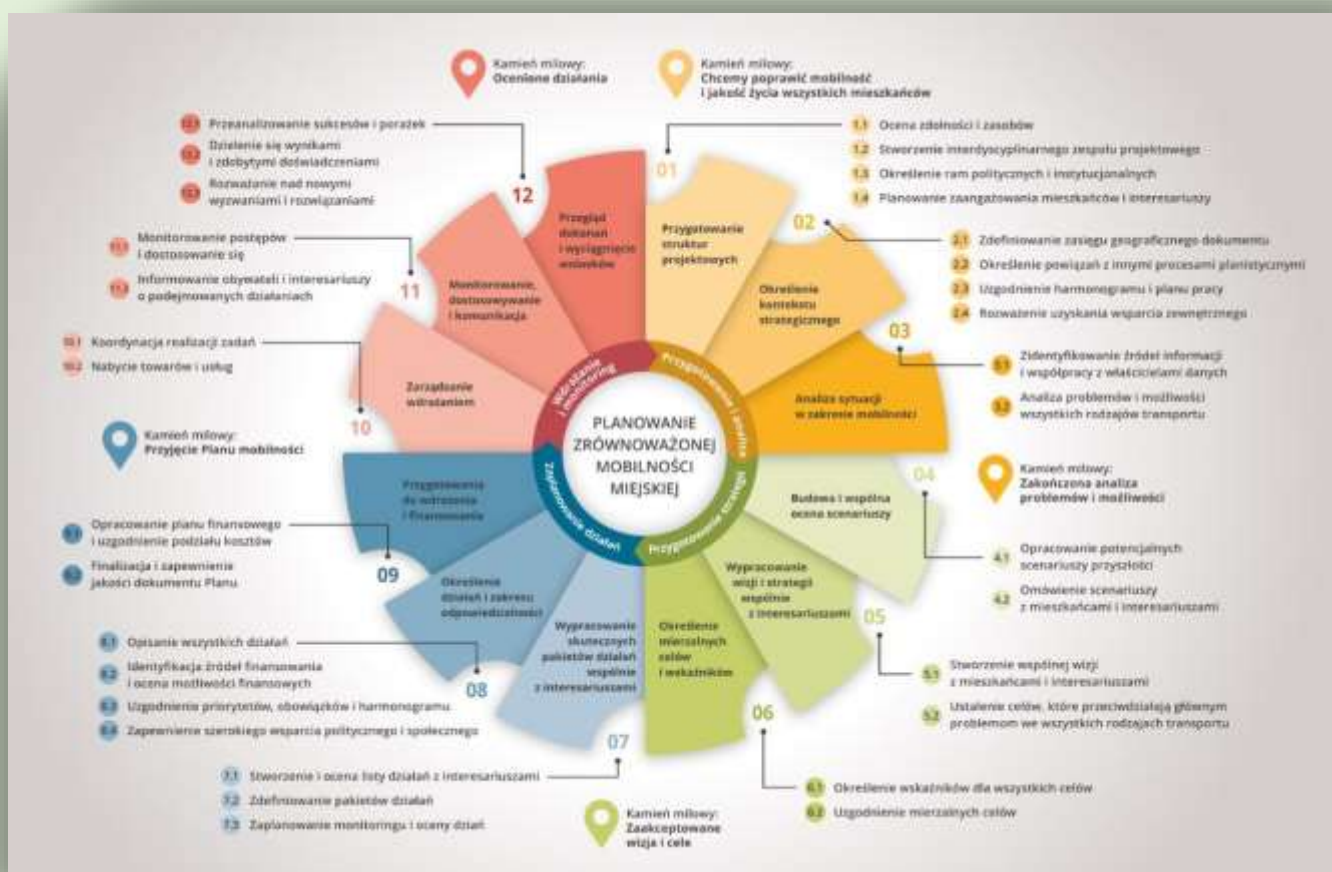 Kamień milowy:
Ocenione działania
Kamień milowy:
Chcemy poprawić mobilność
i jakość życia wszystkich mieszkańców
12.1 Przeanalizowanie sukcesów i porażek
12.2 Dzielenie się wynikami
i zdobytymi doświadczeniami
12.3 Rozważanie nad nowymi
wyzwaniami i rozwiązaniami
1.1 Ocena zdolności i zasobów
1.2 Stworzenie interdyscyplinarnego zespołu projektowego
1.3 Określenie ram politycznych i instytucjonalnych
1.4 Planowanie zaangażowania mieszkańców i interesariuszy
12
Przegląd
dokonań
i wyciągnięcie
wniosków
01
Przygotowanie
struktur
projektowych
02
Określenie
kontekstu
strategicznego
2.1 Zdefiniowanie zasięgu geograficznego dokumentu
2.2 Określenie powiązań z innymi procesami planistycznymi
2.3 Uzgodnienie harmonogramu i planu pracy
2.4 Rozważenie uzyskania wsparcia zewnętrznego
11.1 Monitorowanie postępów
i dostosowanie się
11.2 Informowanie obywateli i interesariuszy
o podejmowanych działaniach
11
Monitorowanie,
dostosowywanie
i komunikacja
03
Analiza sytuacji
w zakresie mobilności
3.1 Zidentyfikowanie źródeł informacji
i współpracy z właścicielami danych
3.2 Analiza problemów i możliwości
wszystkich rodzajów transportu
10.1 Koordynacja realizacji zadań
10.2 Nabycie towarów i usług
10
Zarządzanie
wdrażaniem
Wdrażanie
i monitoring
Przygotowanie i analiza
PLANOWANIE
ZRÓWNOWAŻONEJ
MOBILNOŚCI
MIEJSKIEJ
Zaplanowanie działań
Przygotowanie strategii
Kamień milowy:
Przyjęcie Planu mobilności
Kamień milowy:
Zakończona analiza
problemów i możliwości
Przygotowania
do wdrożenia
i finansowania
04
Budowa i wspólna
ocena scenariuszy
9.1 Opracowanie planu finansowego
i uzgodnienie podziału kosztów
9.2 Finalizacja i zapewnienie
jakości dokumentu Planu
09
4.1 Opracowanie potencjalnych
scenariuszy przyszłości
4.2 Omówienie scenariuszy
z mieszkańcami i interesariuszami
Określenie
działań i zakresu
odpowiedzialności
08
Wypracowanie
skutecznych
pakietów działań
wspólnie
z interesariuszami
07
Określenie
mierzalnych
celów
i wskaźników
06
Wypracowanie
wizji i strategii
wspólnie
z interesariuszami
05
8.1 Opisanie wszystkich działań
8.2 Identyfikacja źródeł finansowania
i ocena możliwości finansowych
8.3 Uzgodnienie priorytetów, obowiązków i harmonogramu
8.4 Zapewnienie szerokiego wsparcia politycznego i społecznego
5.1 Stworzenie wspólnej wizji
z mieszkańcami i interesariuszami
5.2 Ustalenie celów, które przeciwdziałają głównym
problemom we wszystkich rodzajach transportu
7.1 Stworzenie i ocena listy działań z interesariuszami
7.2 Zdefiniowanie pakietów działań
7.3 Zaplanowanie monitoringu i oceny dziań
Kamień milowy:
Zaakceptowane
wizja i cele
6.1 Określenie wskaźników dla wszystkich celów
6.2 Uzgodnienie mierzalnych celów